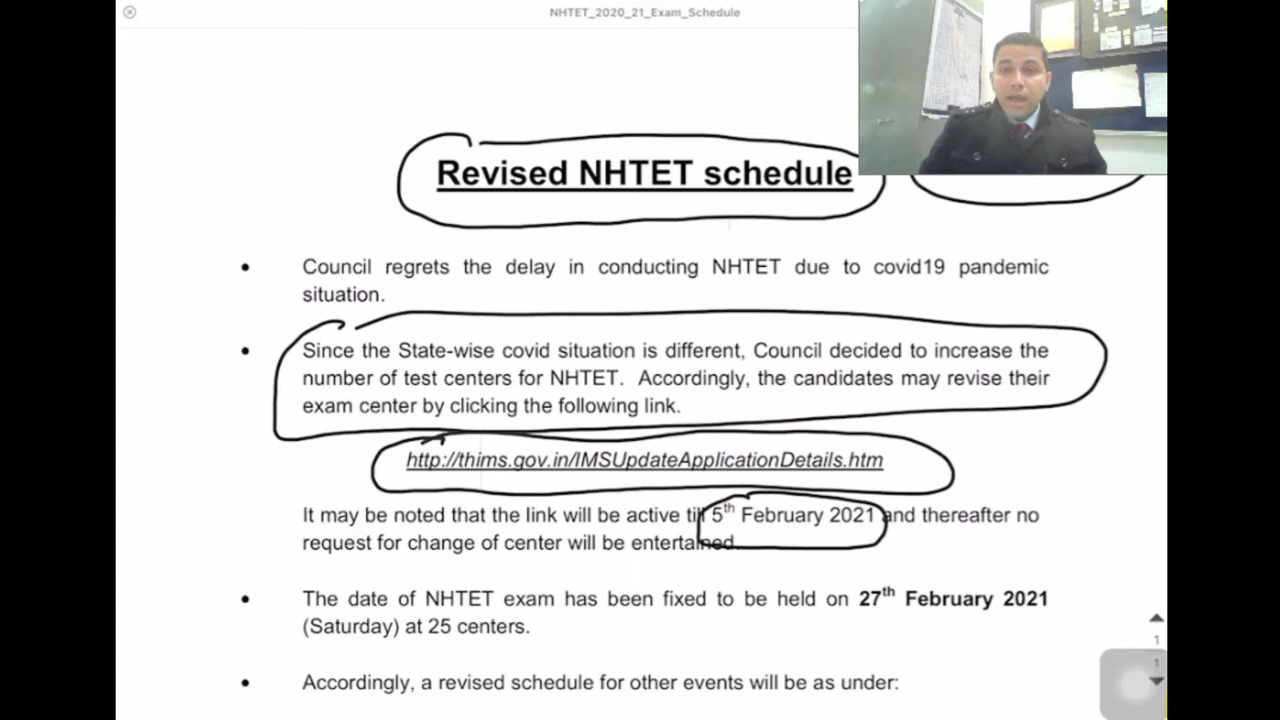 NHTET_2020_21_Exam_Schedule
Revised NHTET schedule
• Council regrets the delay in conducting NHTET due to covid19 pandemic
situation.
• Since the State-wise covid situation is different, Council decided to increase the
number of test centers for NHTET. Accordingly, the candidates may revise their
exam center by clicking the following link.
http://thims.gov.in/IMSUpdateApplicationDetails.htm
It may be noted that the link will be active till 5th February 2021 and thereafter no
request for change of center will be entertained.
• The date of NHTET exam has been fixed to be held on 27th February 2021
(Saturday) at 25 centers.
• Accordingly, a revised schedule for other events will be as under:
1
1